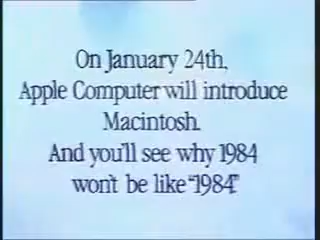 On January 24th,
Apple Computer will introduce
Macintosh.
And you'll see why 1984
won't be like "1984."